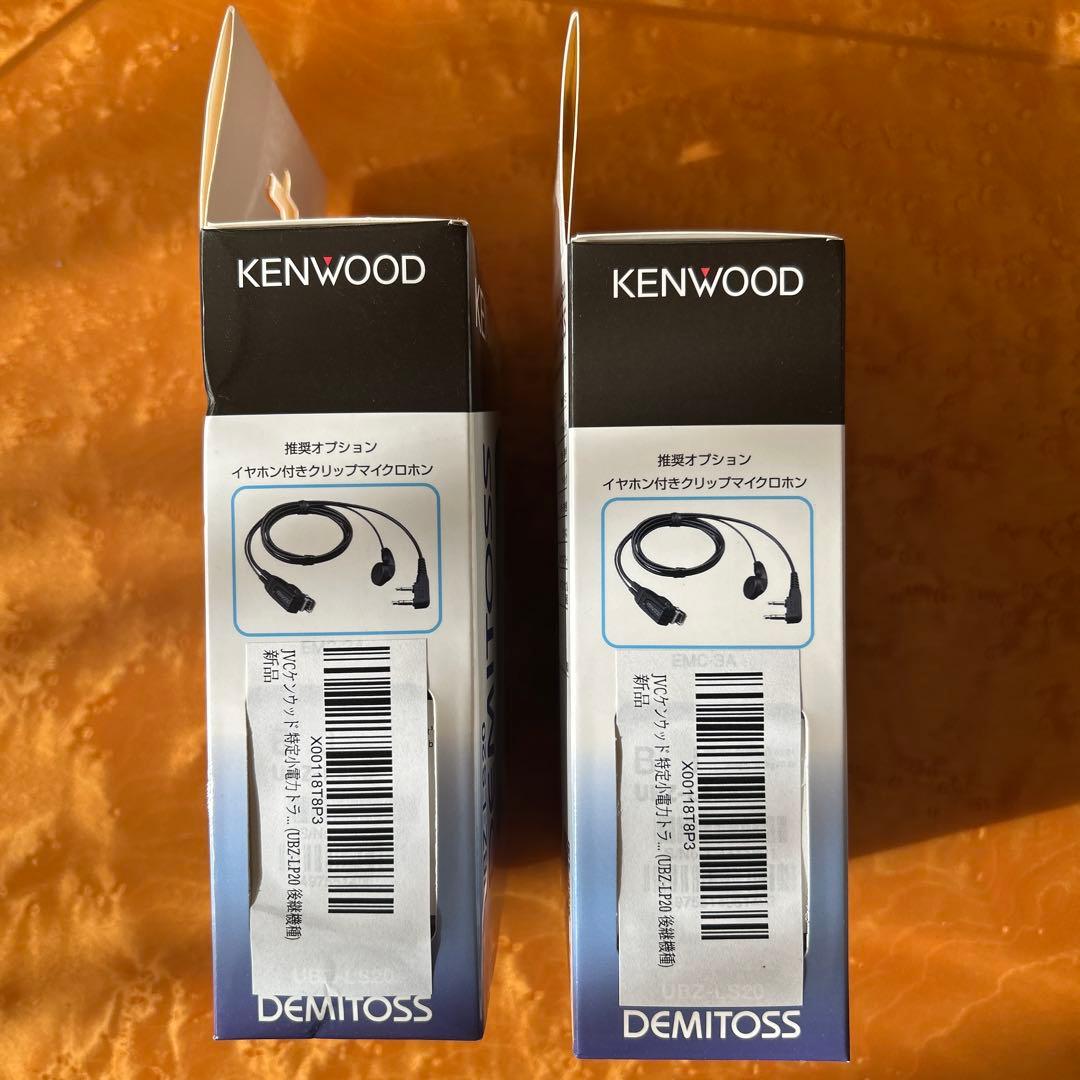 KENWOOD
推奨オプション
イヤホン付きクリップマイクロホン
EMC-3A
JVCケンウッド 特定小電力トラ... (UBZ-LP20 後継機種)
新品
X00118T8P3
UBZ-LS20
DEMITOSS
DEMITOSS
KENWOOD
推奨オプション
イヤホン付きクリップマイクロホン
EMC-3A
JVCケンウッド 特定小電力トラ... (UBZ-LP20 後継機種)
新品
X00118T8P3
UBZ-LS20
DEMITOSS